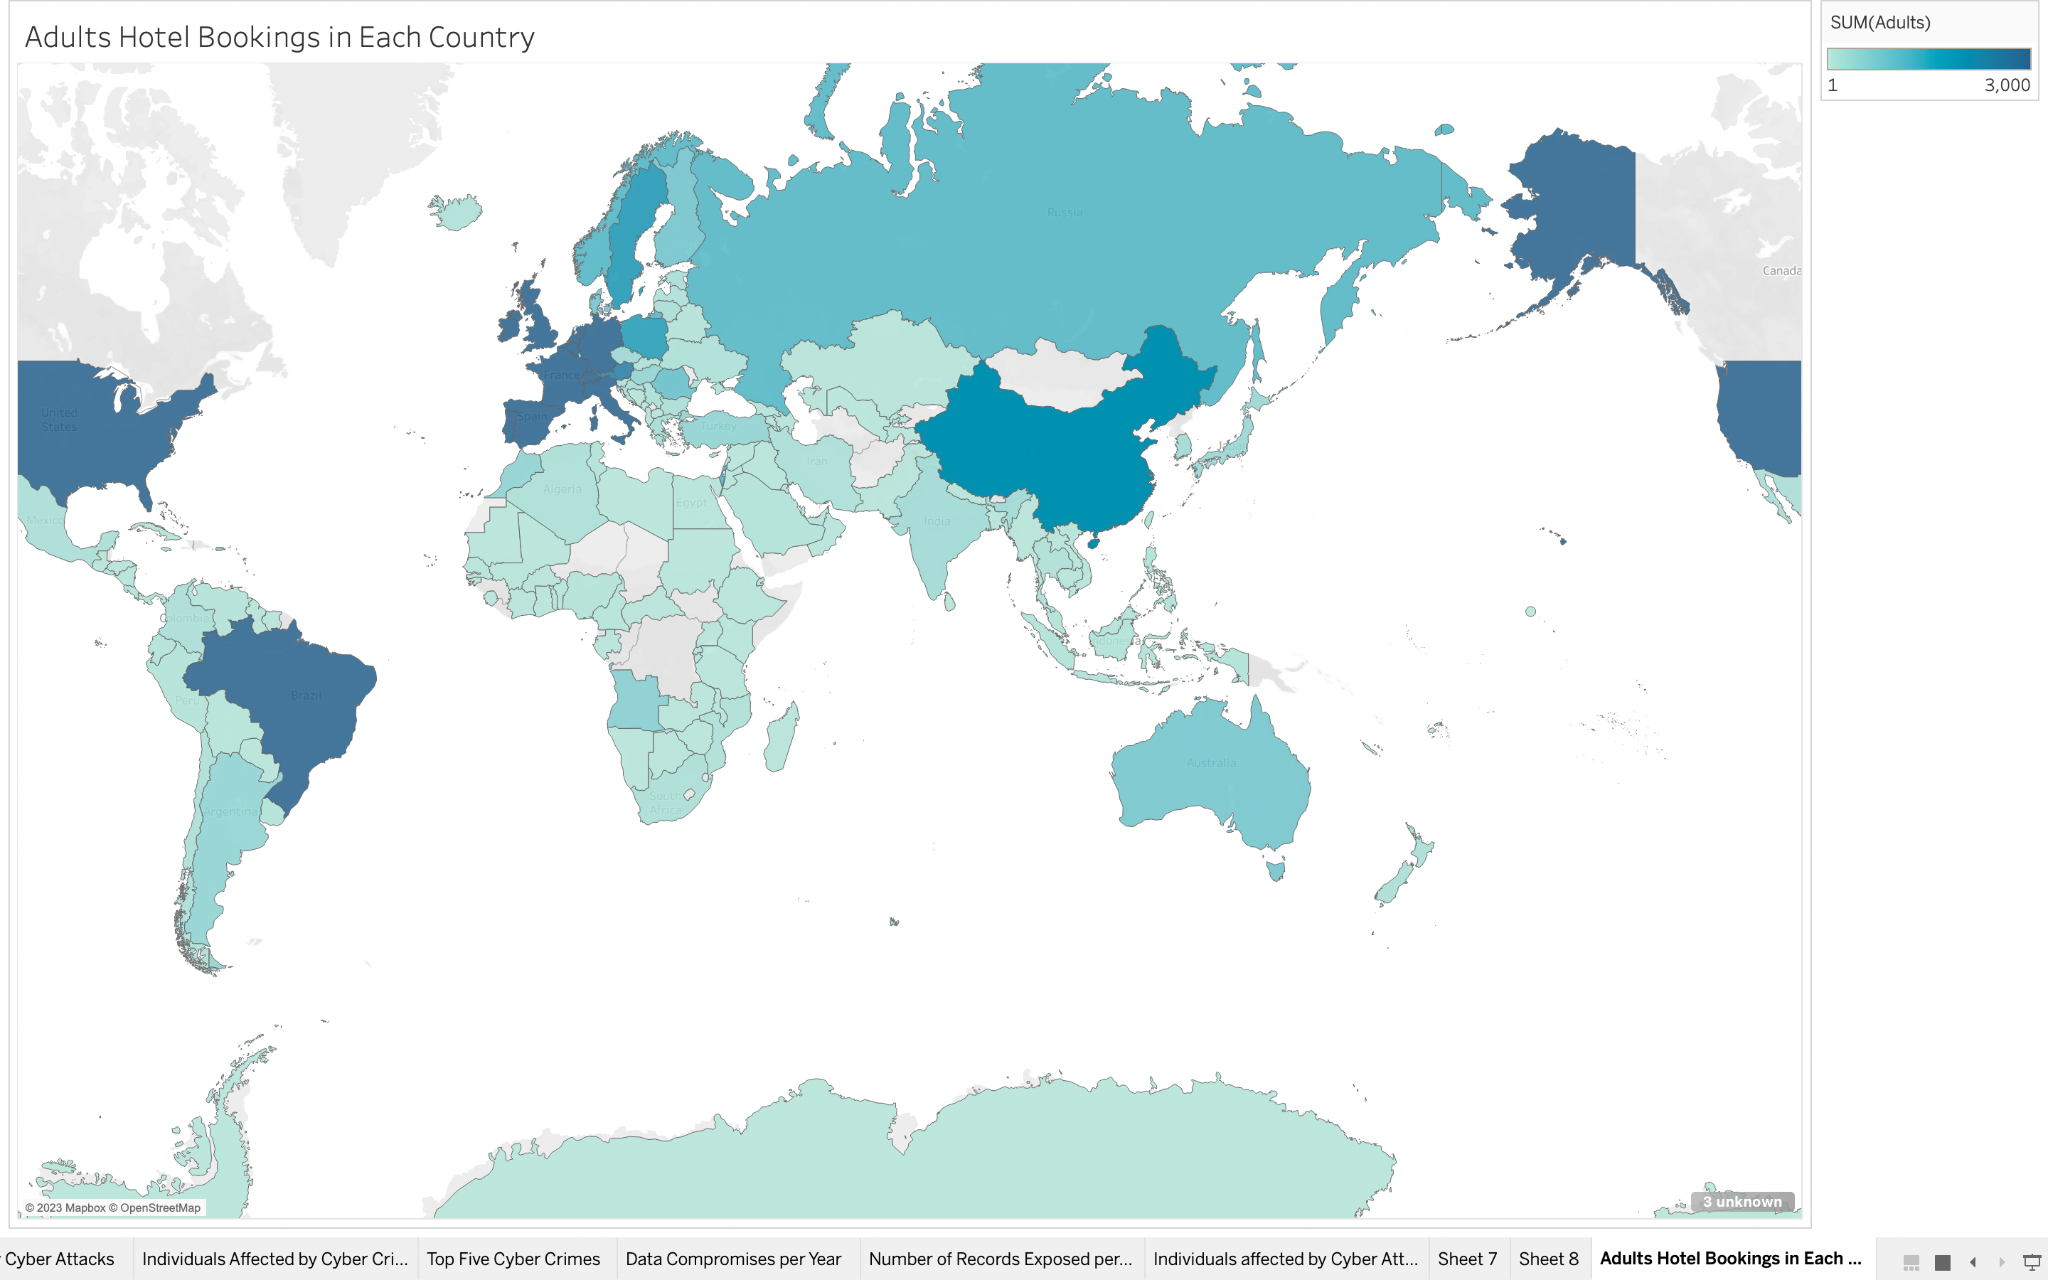 Adults Hotel Bookings in Each Country
SUM(Adults)
1
3,000
Russia
Canada
France
United
States
Spain
Turkey
Iran
Algeria
Egypt
Mexico
India
Colombia
Brazil
Peru
Australia
South
Africa
Argentina
3 unknown
© 2023 Mapbox © OpenStreetMap
Cyber Attacks
Individuals Affected by Cyber Cri...
Top Five Cyber Crimes
Data Compromises per Year
Number of Records Exposed per...
Individuals affected by Cyber Att...
Sheet 7
Sheet 8
Adults Hotel Bookings in Each ...